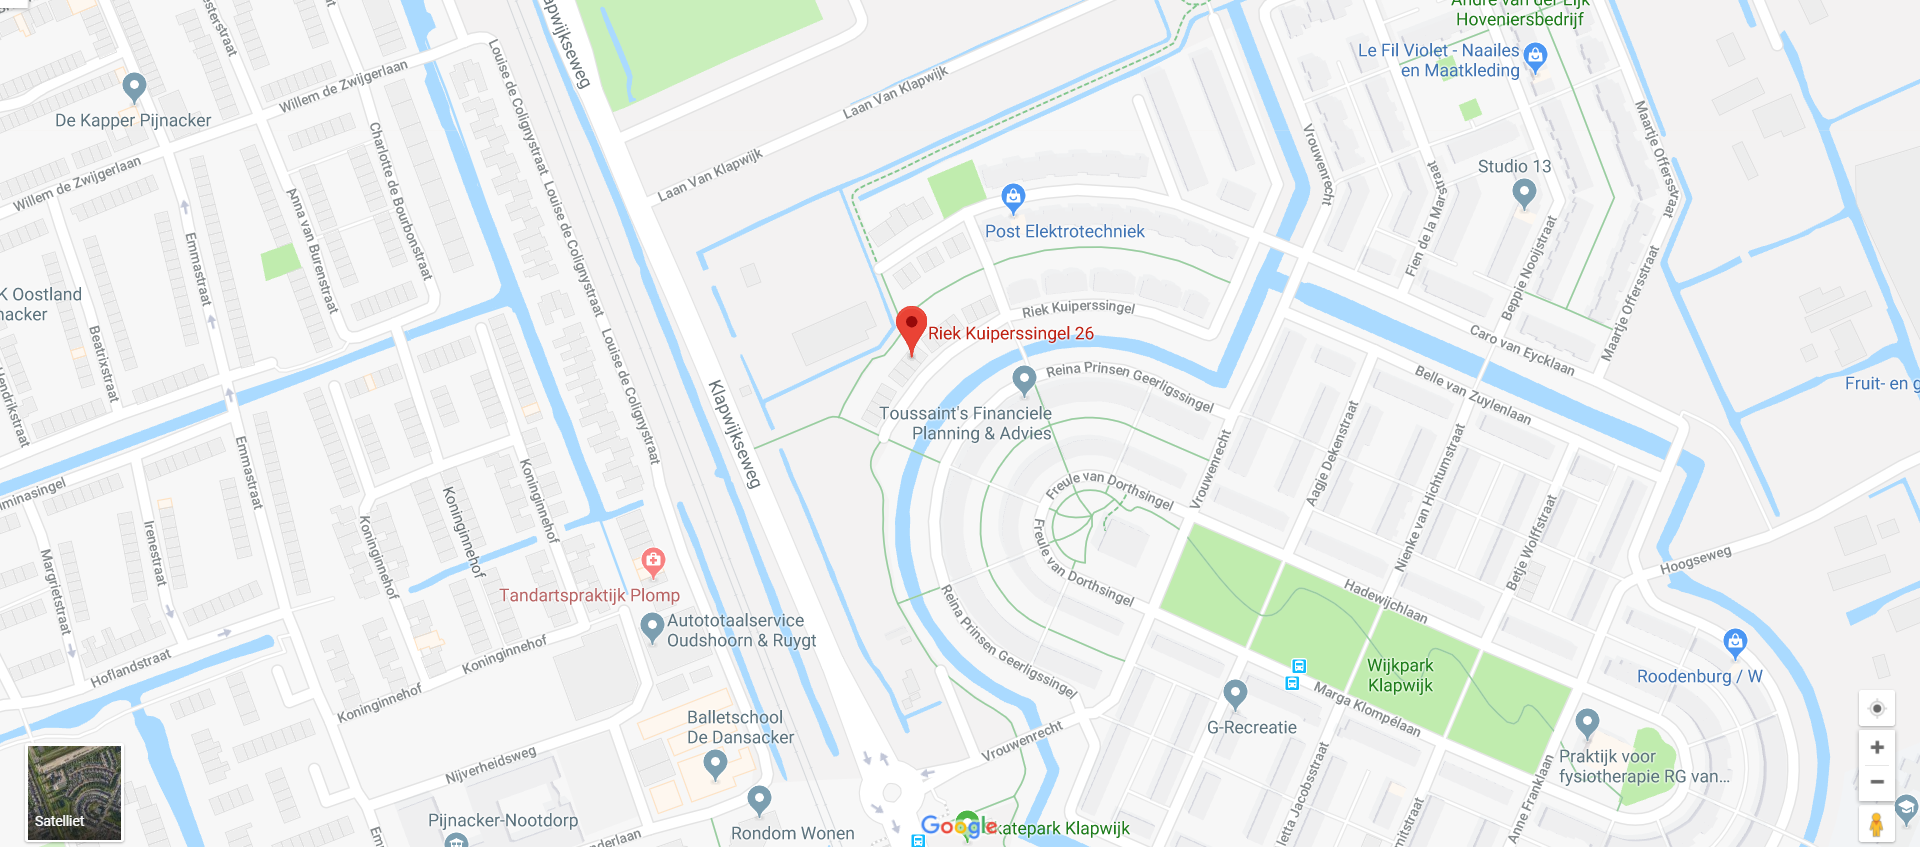 André van der Eijk
Hoveniersbedrijf
Le Fil Violet - Naailes
en Maatkleding
De Kapper Pijnacker
Willem de Zwijgerlaan
Willem de Zwijgerlaan
Charlotte de Bourbonstraat
Anna van Burenstraat
Emmastraat
Emmastraat
Louise de Colignystraat
Louise de Colignystraat
Louise de Colignystraat
Klapwijkseweg
Klapwijkseweg
Laan Van Klapwijk
Laan Van Klapwijk
Vrouwenrecht
Vrouwenrecht
Vrouwenrecht
Studio 13
Fien de la Marstraat
Beppie Nooijstraat
Maartje Offersstraat
Maartje Offersstraat
Post Elektrotechniek
K Oostland
nacker
Beatrixstraat
Hendrikstraat
Riek Kuiperssingel
Riek Kuiperssingel 26
Caro van Eycklaan
Belle van Zuylenlaan
Reina Prinsen Geerligssingel
Reina Prinsen Geerligssingel
Toussaint's Financiele
Planning & Advies
Fruit- en g
Aagje Dekenstraat
Nienke van Hichtumstraat
Betje Wolffstraat
Freule van Dorthsingel
Freule van Dorthsingel
iminasingel
Irenestraat
Margrietstraat
Koninginnehof
Koninginnehof
Koninginnehof
Koninginnehof
Koninginnehof
Hoogseweg
Hadewijchlaan
Tandartspraktijk Plomp
Autototaalservice
Oudshoorn & Ruygt
Hoflandstraat
Wijkpark
Klapwijk
Marga Klompélaan
Roodenburg / W
G-Recreatie
Balletschool
De Dansacker
Nijverheidsweg
Praktijk voor
fysiotherapie RG van...
Anne Franklaan
letta Jacobsstraat
mitstraat
Satelliet
Pijnacker-Nootdorp
anderlaan
Rondom Wonen
Google
katepark Klapwijk